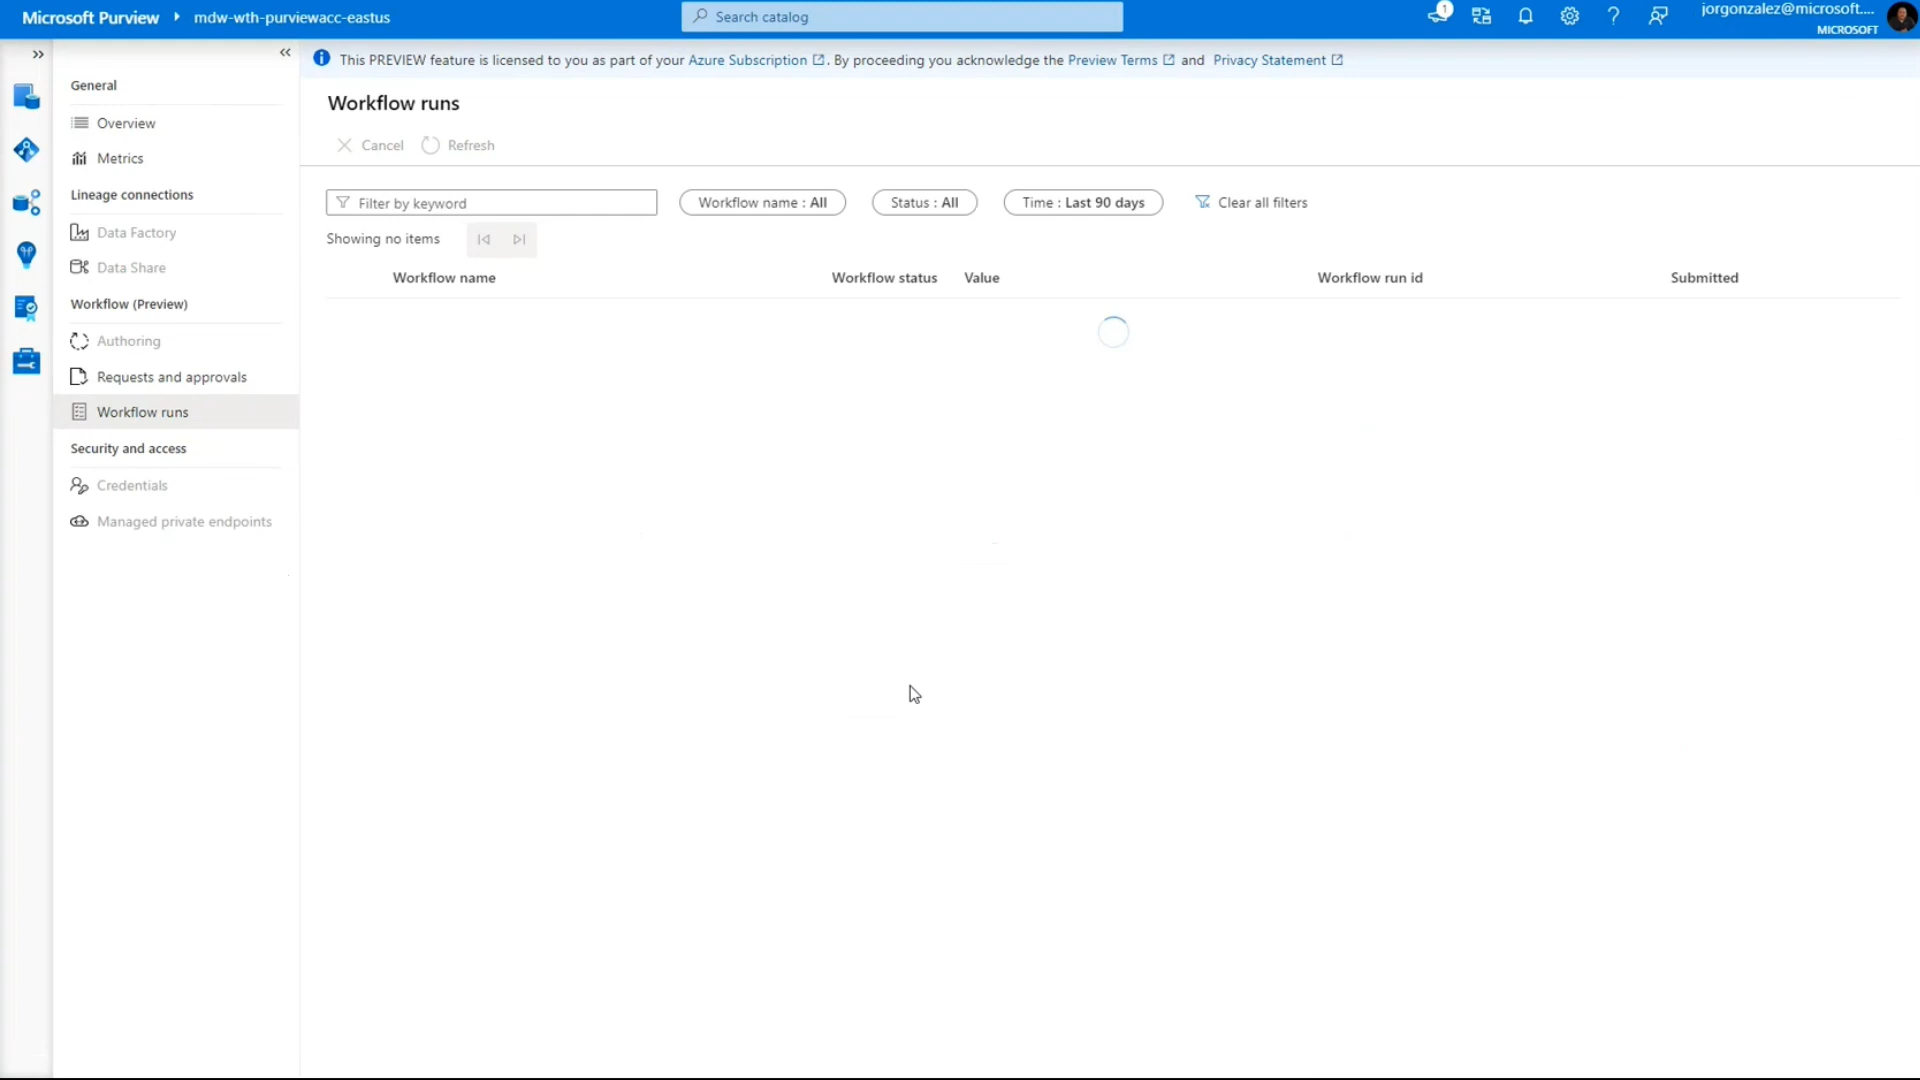 Microsoft Purview mdw-wth-purviewacc-eastus
Search catalog
1
jorgonzalez@microsoft....
MICROSOFT
This PREVIEW feature is licensed to you as part of your Azure Subscription. By proceeding you acknowledge the Preview Terms and Privacy Statement
General
Overview
Metrics
Lineage connections
Data Factory
Data Share
Workflow (Preview)
Authoring
Requests and approvals
Workflow runs
Security and access
Credentials
Managed private endpoints
Workflow runs
Cancel Refresh
Filter by keyword Workflow name : All Status : All Time : Last 90 days Clear all filters
Showing no items
Workflow name Workflow status Value Workflow run id Submitted